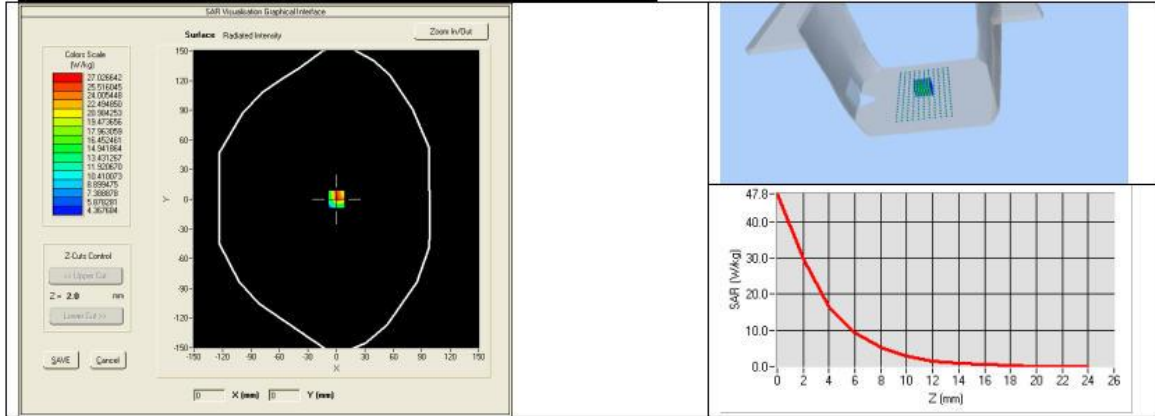 SAR Visualisation Graphical Interface
Surface Radiated Intensity
Zoom In/Out
Colors Scale
(W/kg)
27.026642
25.516045
24.005448
22.494850
20.984253
19.473656
17.963059
16.452461
14.941864
13.431267
11.920670
10.410073
8.899475
7.388878
5.878281
4.367684
Z-Cuts Control
<< Upper Cut
Z = 2.0 mm
Lower Cut >>
SAVE Cancel
150
120
90
60
30
0
-30
-60
-90
-120
-150
Y
-150 -120 -90 -60 -30 0 30 60 90 120 150
X
0 X (mm) 0 Y (mm)
47.8
40.0
30.0
20.0
10.0
0.0
SAR (W/kg)
0 2 4 6 8 10 12 14 16 18 20 22 24 26
Z (mm)